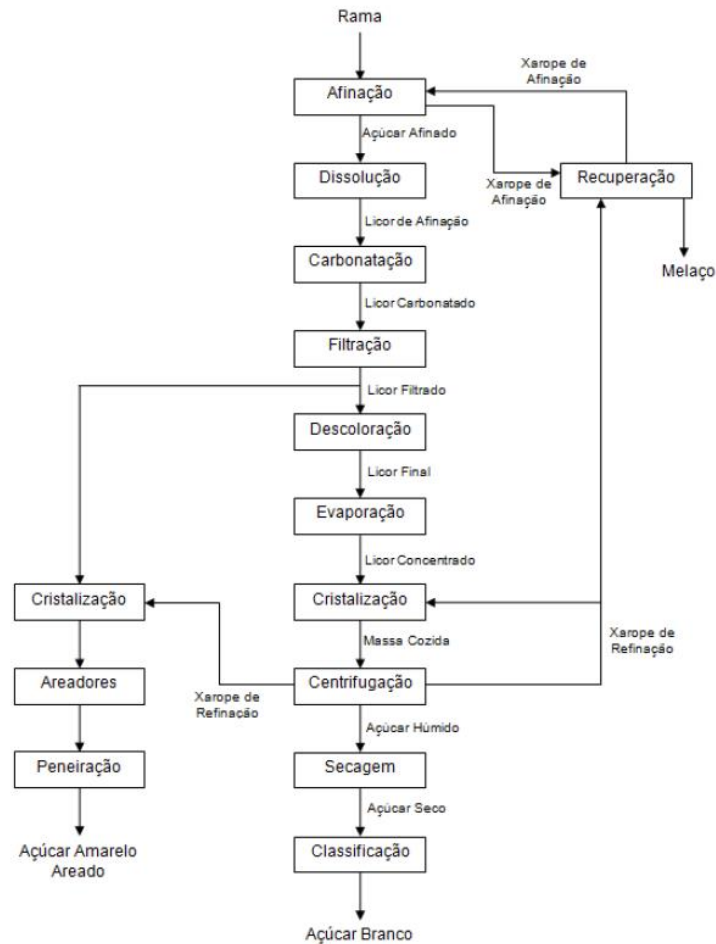 Rama
Xarope de
Afinação
Afinação
Açúcar Afinado
Dissolução
Xarope de
Afinação
Recuperação
Licor de Afinação
Melaço
Carbonatação
Licor Carbonatado
Filtração
Licor Filtrado
Descoloração
Licor Final
Evaporação
Licor Concentrado
Cristalização
Cristalização
Massa Cozida
Xarope de
Refinação
Areadores
Xarope de
Refinação
Centrifugação
Açúcar Húmido
Peneiração
Secagem
Açúcar Seco
Açúcar Amarelo
Areado
Classificação
Açúcar Branco